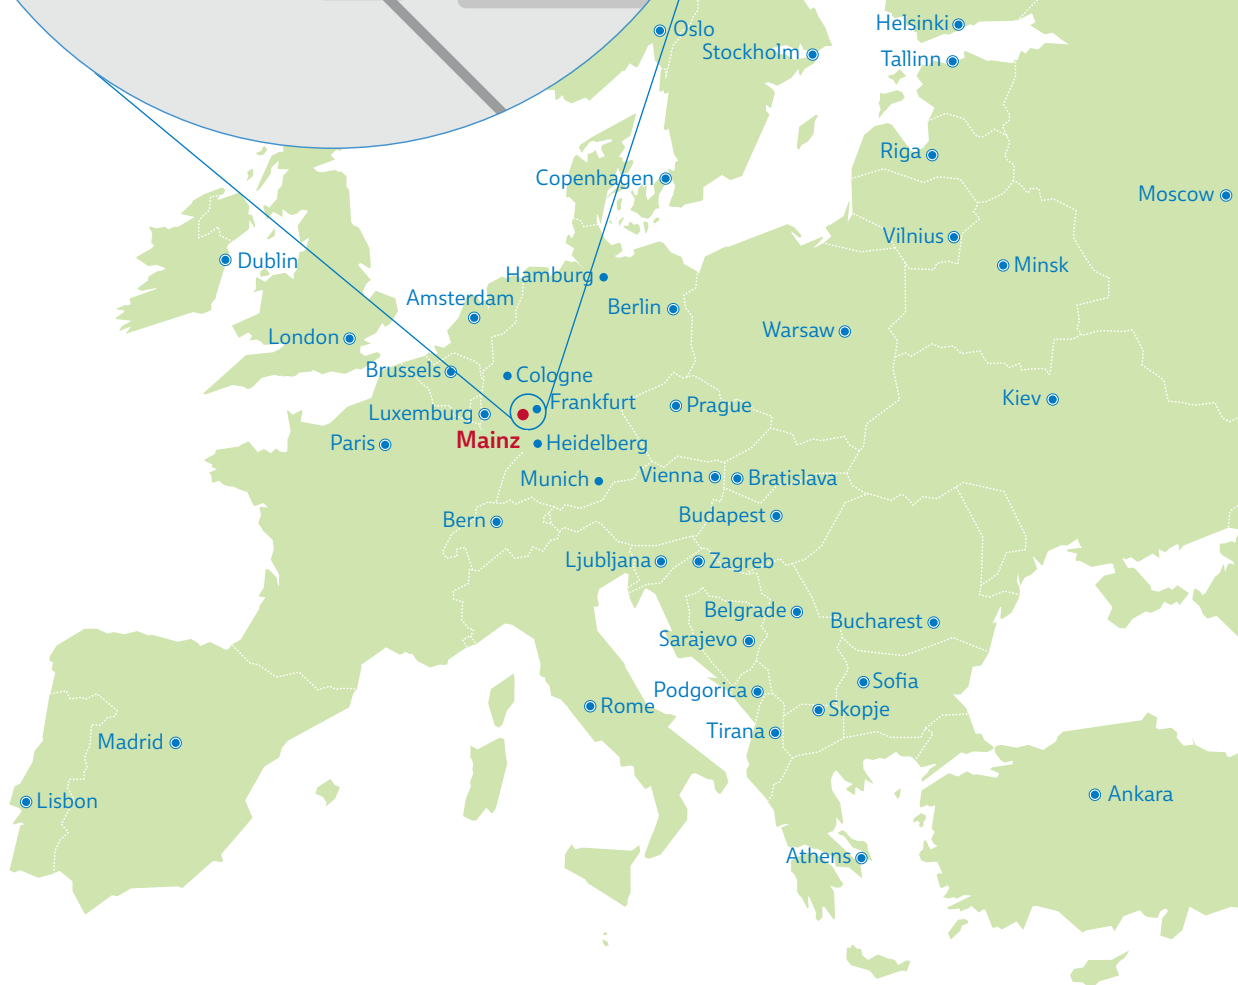 Helsinki
Oslo
Stockholm
Tallinn
Riga
Copenhagen
Moscow
Vilnius
Dublin
Minsk
Hamburg
Amsterdam
Berlin
Warsaw
London
Brussels
Cologne
Kiev
Frankfurt
Prague
Luxemburg
Mainz
Paris
Heidelberg
Munich
Vienna
Bratislava
Budapest
Bern
Ljubljana
Zagreb
Belgrade
Bucharest
Sarajevo
Sofia
Podgorica
Rome
Skopje
Tirana
Madrid
Ankara
Lisbon
Athens